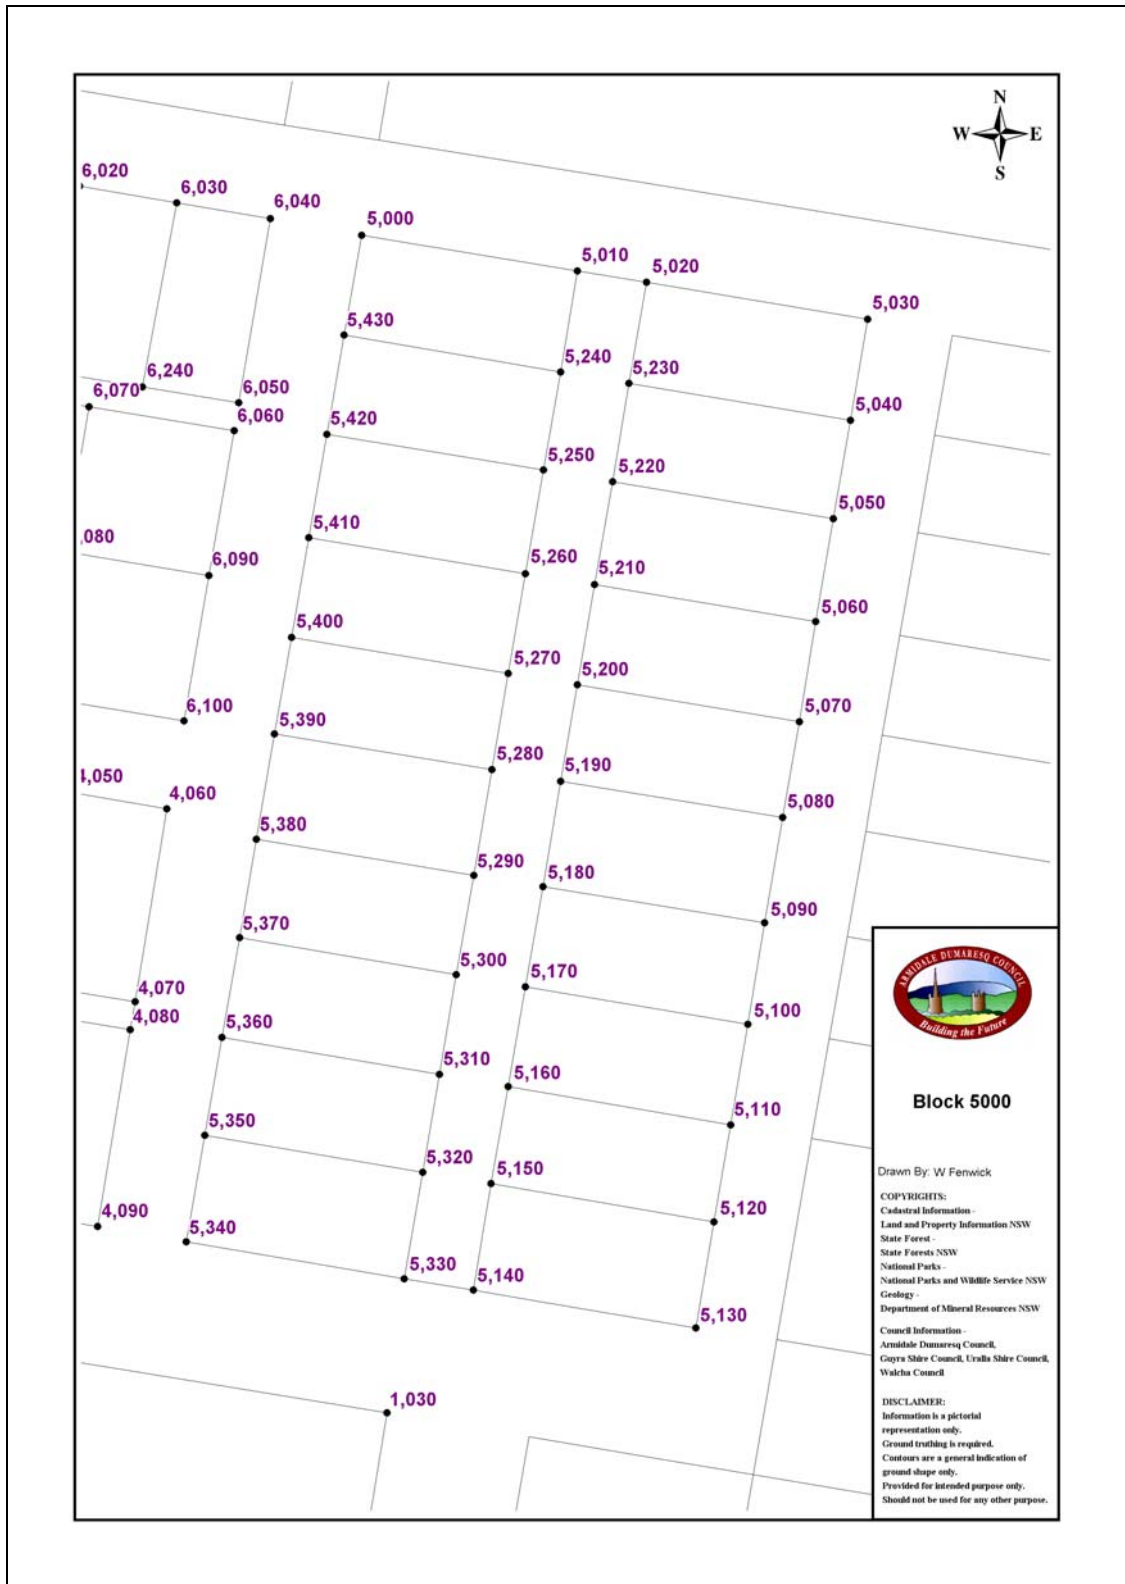 N
W E
S
6,020
6,030
6,040
5,000
5,010
5,020
5,030
5,430
5,240
5,230
5,040
6,240
6,050
6,070
6,060
5,420
5,250
5,220
5,050
,080
6,090
5,410
5,260
5,210
5,060
5,400
5,270
5,200
5,070
6,100
5,390
5,280
5,190
5,080
4,050
4,060
5,380
5,290
5,180
5,090
5,370
5,300
5,170
5,100
4,070
4,080
5,360
5,310
5,160
5,110
5,350
5,320
5,150
5,120
4,090
5,340
5,330
5,140
5,130
1,030
ARMIDALE DUMARESQ COUNCIL
Building the Future
Block 5000
Drawn By: W Fenwick
COPYRIGHTS:
Cadastral Information -
Land and Property Information NSW
State Forest -
State Forests NSW
National Parks -
National Parks and Wildlife Service NSW
Geology -
Department of Mineral Resources NSW
Council Information -
Armidale Dumaresq Council,
Guyra Shire Council, Uralla Shire Council,
Walcha Council
DISCLAIMER:
Information is a pictorial
representation only.
Ground truthing is required.
Contours are a general indication of
ground shape only.
Provided for intended purpose only.
Should not be used for any other purpose.